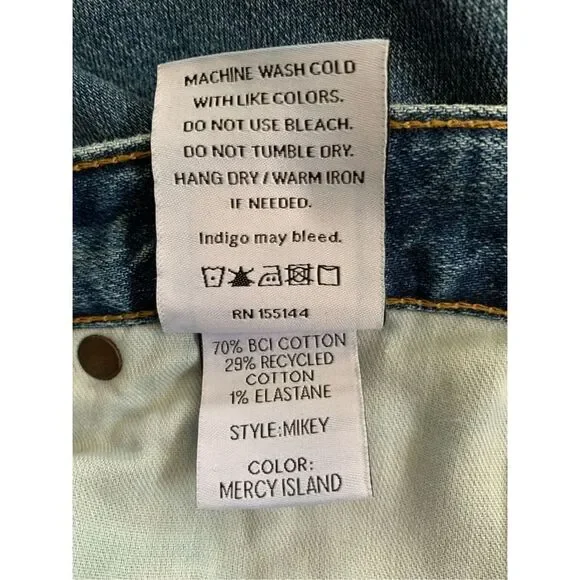 MACHINE WASH COLD
WITH LIKE COLORS.
DO NOT USE BLEACH.
DO NOT TUMBLE DRY.
HANG DRY / WARM IRON
IF NEEDED.
Indigo may bleed.
RN 155144
70% BCI COTTON
29% RECYCLED
COTTON
1% ELASTANE
STYLE:MIKEY
COLOR:
MERCY ISLAND